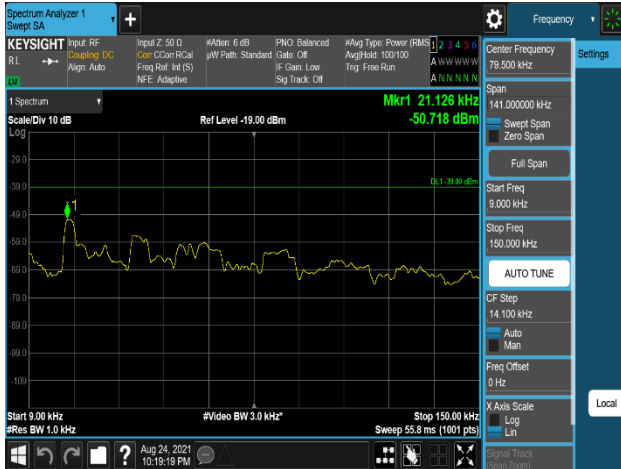 Spectrum Analyzer 1
Swept SA
+
Frequency
KEYSIGHT
Input: RF
Input Z: 50 Ω
#Atten: 6 dB
PNO: Balanced
#Avg Type: Power (RMS
1 2 3 4 5 6
R L
Coupling: DC
Corr CCorr RCal
µW Path: Standard
Gate: Off
Avg|Hold: 100/100
A W W W W W
Align: Auto
Freq Ref: Int (S)
IF Gain: Low
Trig: Free Run
NFE: Adaptive
Sig Track: Off
A N N N N N
LV
1 Spectrum
Mkr1 21.126 kHz
Scale/Div 10 dB
Ref Level -19.00 dBm
-50.718 dBm
Log
-29.0
-39.0
DL1 -39.00 dBm
1
-49.0
-59.0
-69.0
-79.0
-89.0
-99.0
-109
Start 9.00 kHz
#Video BW 3.0 kHz*
Stop 150.00 kHz
#Res BW 1.0 kHz
Sweep 55.8 ms (1001 pts)
Center Frequency
79.500 kHz
Settings
Span
141.000000 kHz
Swept Span
Zero Span
Full Span
Start Freq
9.000 kHz
Stop Freq
150.000 kHz
AUTO TUNE
CF Step
14.100 kHz
Auto
Man
Freq Offset
0 Hz
X Axis Scale
Log
Lin
Local
Signal Track
(Span Zoom)
?
Aug 24, 2021
10:19:19 PM